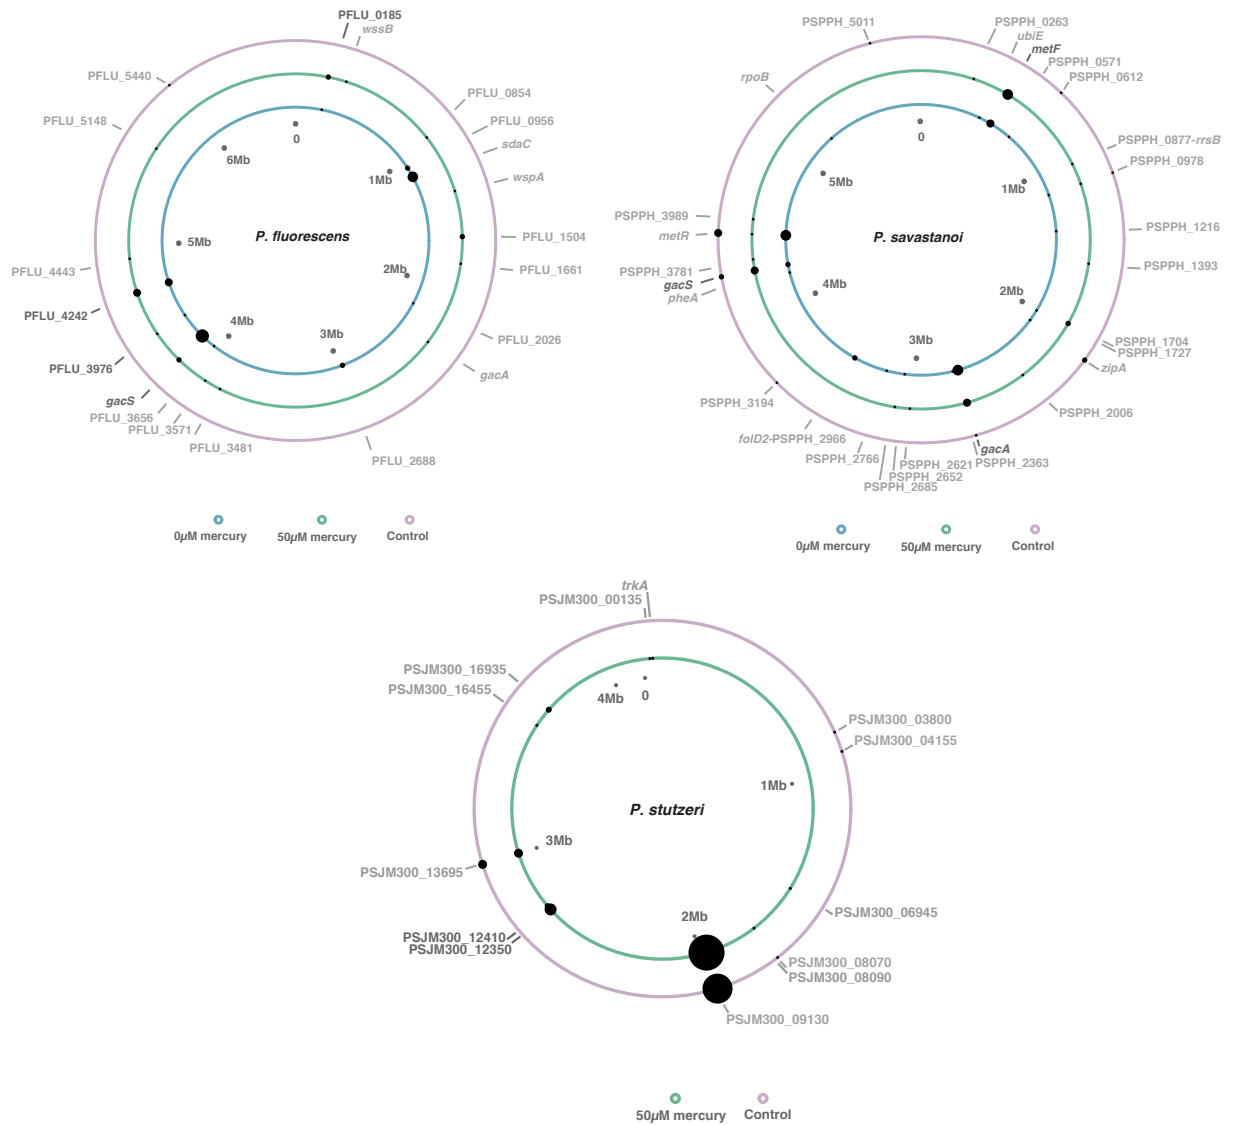 PFLU_0185
wssB
PFLU_5440
PFLU_0854
PFLU_5148
PFLU_0956
sdaC
wspA
0
6Mb
1Mb
P. fluorescens
5Mb
PFLU_1504
PFLU_4443
2Mb
PFLU_1661
PFLU_4242
4Mb
3Mb
PFLU_2026
PFLU_3976
gacA
gacS
PFLU_3656
PFLU_3571
PFLU_3481
PFLU_2688
0µM mercury
50µM mercury
Control
PSPPH_5011
PSPPH_0263
ubiE
metF
PSPPH_0571
rpoB
PSPPH_0612
PSPPH_0877-rrsB
PSPPH_0978
0
5Mb
1Mb
PSPPH_3989
PSPPH_1216
metR
P. savastanoi
PSPPH_3781
PSPPH_1393
gacS
4Mb
2Mb
pheA
3Mb
PSPPH_1704
PSPPH_1727
zipA
PSPPH_3194
PSPPH_2006
folD2-PSPPH_2966
gacA
PSPPH_2766
PSPPH_2621
PSPPH_2363
PSPPH_2652
PSPPH_2685
0µM mercury
50µM mercury
Control
trkA
PSJM300_00135
PSJM300_16935
PSJM300_16455
4Mb
0
PSJM300_03800
PSJM300_04155
1Mb
P. stutzeri
3Mb
PSJM300_13695
2Mb
PSJM300_06945
PSJM300_12410
PSJM300_12350
PSJM300_08070
PSJM300_08090
PSJM300_09130
50µM mercury
Control